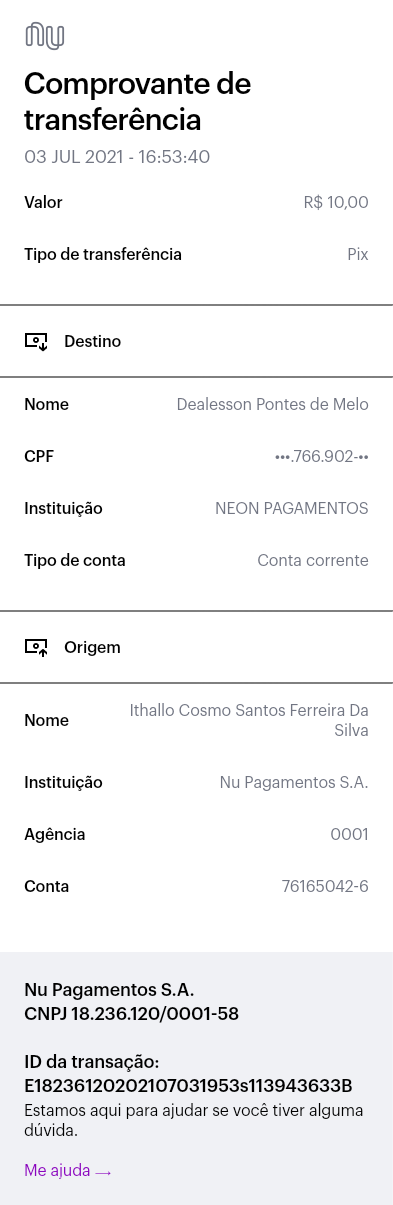 nu
Comprovante de
transferência
03 JUL 2021 - 16:53:40
Valor R$ 10,00
Tipo de transferência Pix
Destino
Nome Dealesson Pontes de Melo
CPF •••.766.902-••
Instituição NEON PAGAMENTOS
Tipo de conta Conta corrente
Origem
Nome Ithallo Cosmo Santos Ferreira Da
Silva
Instituição Nu Pagamentos S.A.
Agência 0001
Conta 76165042-6
Nu Pagamentos S.A.
CNPJ 18.236.120/0001-58
ID da transação:
E18236120202107031953s113943633B
Estamos aqui para ajudar se você tiver alguma
dúvida.
Me ajuda →